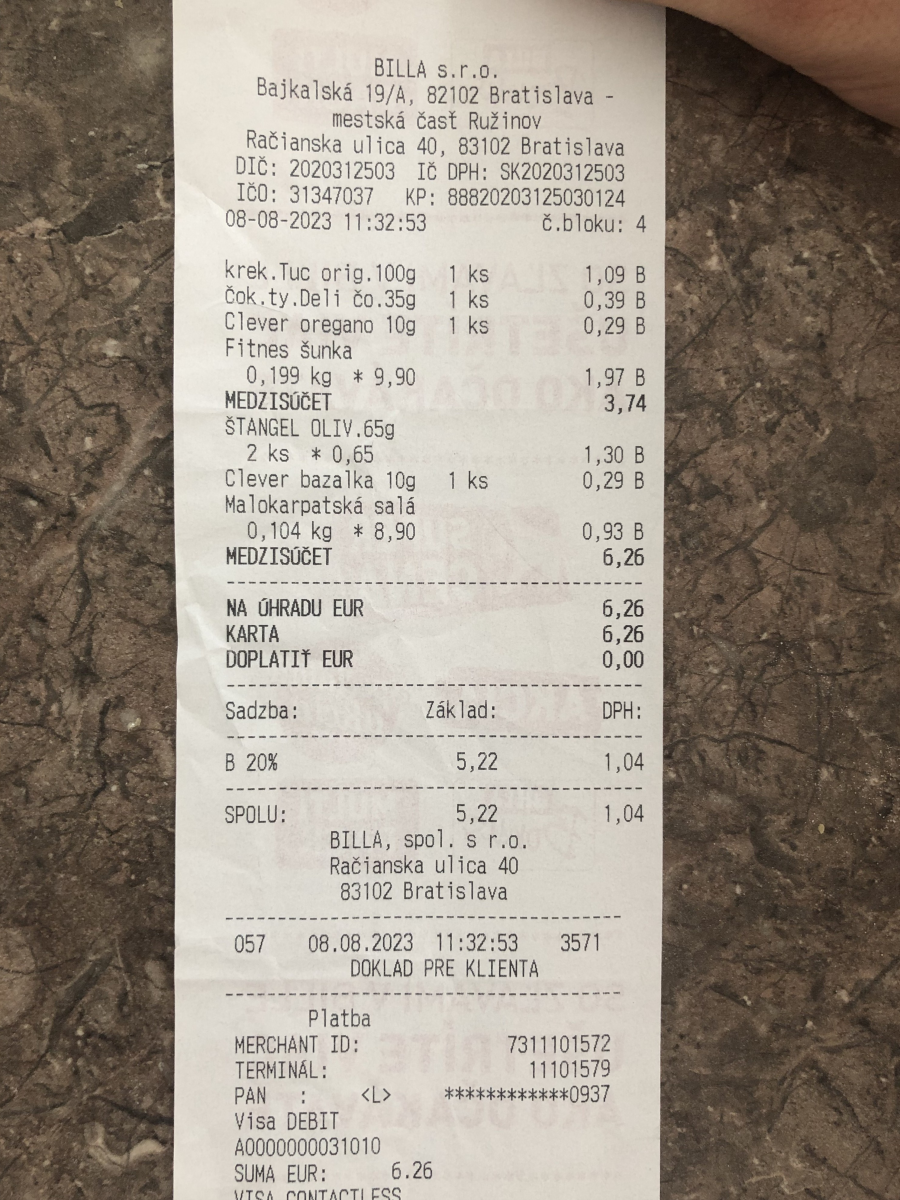 BILLA s.r.o.
Bajkalská 19/A, 82102 Bratislava -
mestská časť Ružinov
Račianska ulica 40, 83102 Bratislava
DIČ: 2020312503 IČ DPH: SK2020312503
IČO: 31347037 KP: 88820203125030124
08-08-2023 11:32:53 č.bloku: 4
krek.Tuc orig.100g 1 ks 1,09 B
čok.ty.Deli čo.35g 1 ks 0,39 B
Clever oregano 10g 1 ks 0,29 B
Fitnes šunka
0,199 kg * 9,90 1,97 B
MEDZISÚČET 3,74
ŠTANGEL OLIV.65g
2 ks * 0,65 1,30 B
Clever bazalka 10g 1 ks 0,29 B
Malokarpatská salá
0,104 kg * 8,90 0,93 B
MEDZISÚČET 6,26
NA ÚHRADU EUR 6,26
KARTA 6,26
DOPLATIŤ EUR 0,00
Sadzba: Základ: DPH:
B 20% 5,22 1,04
SPOLU: 5,22 1,04
BILLA, spol. s r.o.
Račianska ulica 40
83102 Bratislava
057 08.08.2023 11:32:53 3571
DOKLAD PRE KLIENTA
Platba
MERCHANT ID: 7311101572
TERMINÁL: 11101579
PAN : <L> ************0937
Visa DEBIT
A0000000031010
SUMA EUR: 6.26
VISA CONTACTLESS